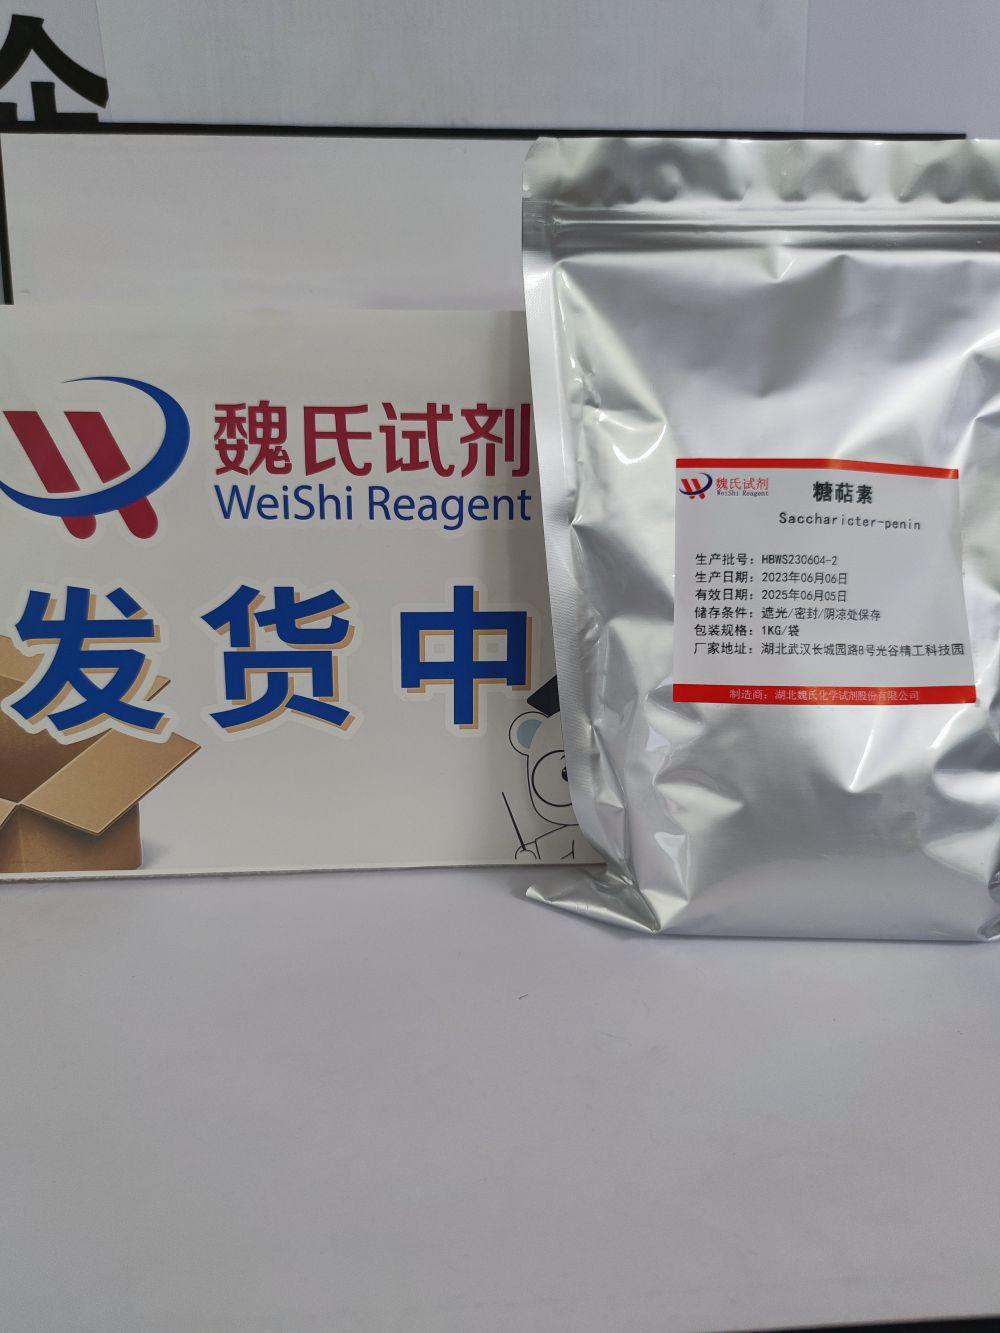 企
魏氏试剂
WeiShi Reagent
发货中
魏氏试剂
WeiShi Reagent
糖萜素
Saccharicter-penin
生产批号：HBWS230604-2
生产日期：2023年06月06日
有效日期：2025年06月05日
储存条件：遮光/密封/阴凉处保存
包装规格：1KG/袋
厂家地址：湖北武汉长城园路8号光谷精工科技园
制造商：湖北魏氏化学试剂股份有限公司